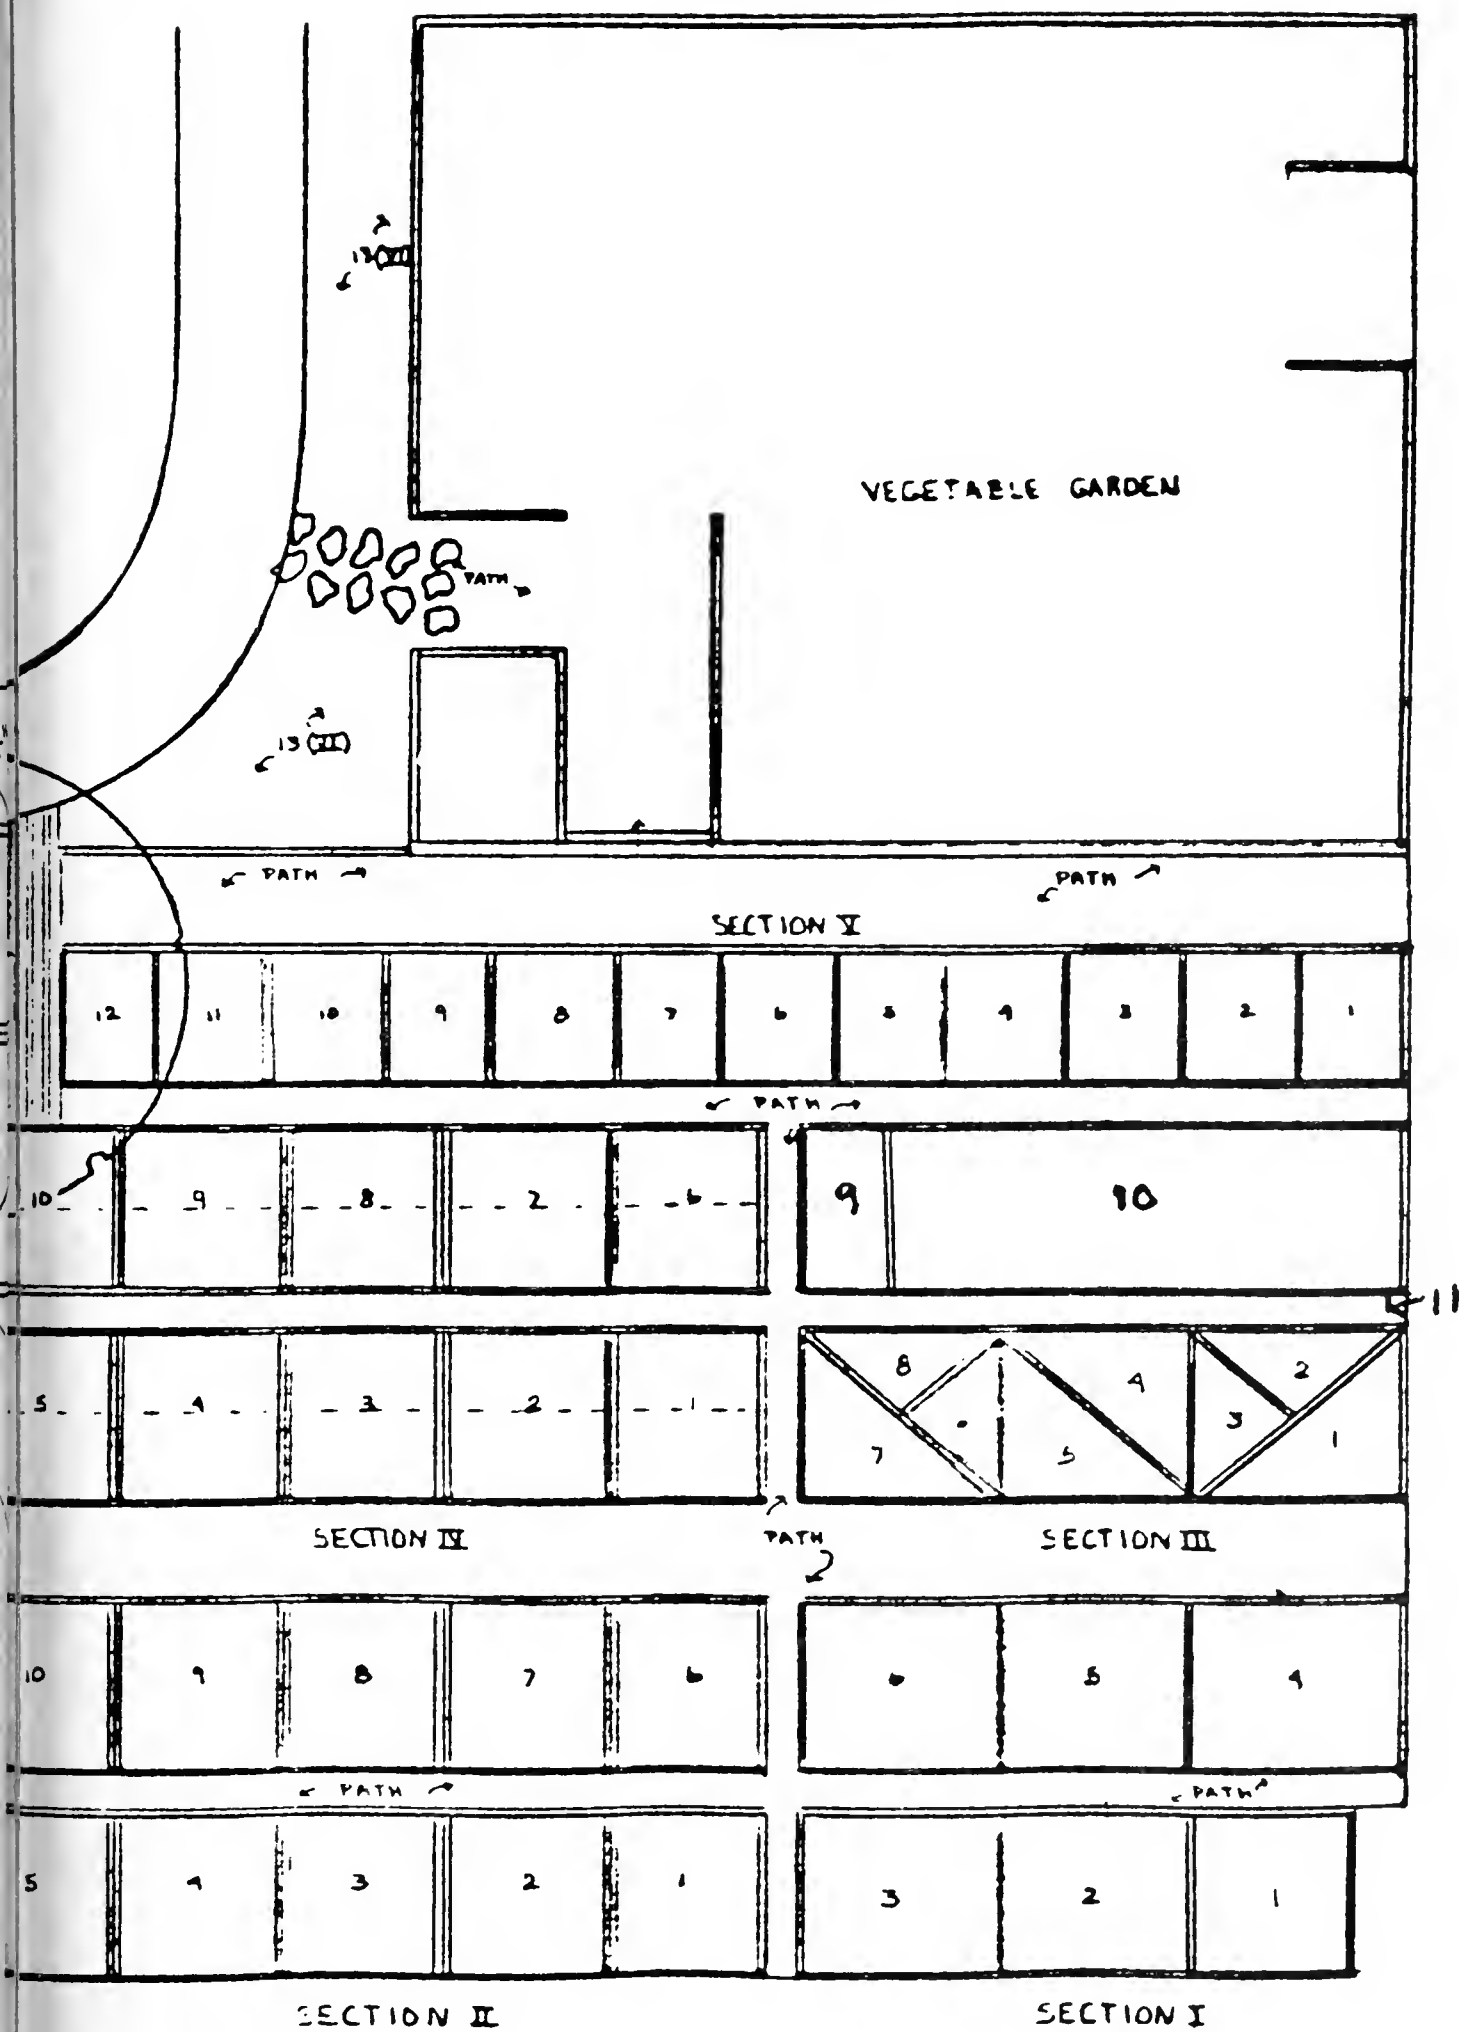 13(VI)
VEGETABLE GARDEN
PATH
13(VII)
PATH PATH
SECTION V
12 11 10 9 8 7 6 5 4 3 2 1
PATH
10 9 8 2 6 9 10
11
8 4 2
5 4 3 2 1 3
7 5 1
SECTION IV PATH SECTION III
10 9 8 7 6 6 5 4
PATH PATH
5 4 3 2 1 3 2 1
SECTION II SECTION I